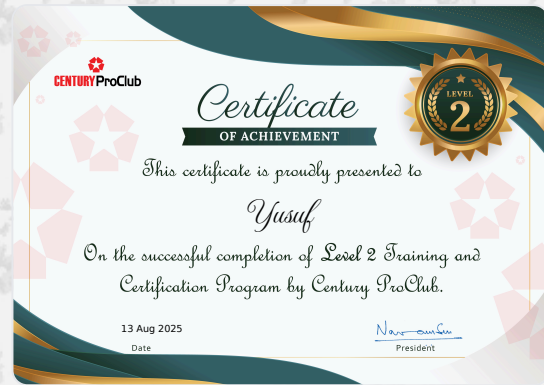 CENTURY ProClub
LEVEL
2
Certificate
OF ACHIEVEMENT
This certificate is proudly presented to
Yusuf
On the successful completion of Level 2 Training and
Certification Program by Century ProClub.
13 Aug 2025
Date
President